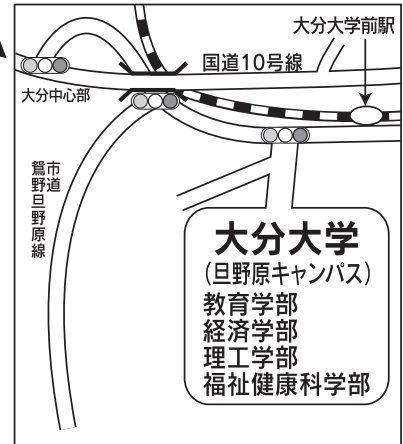 大分大学前駅
国道10号線
大分中心部
市道
鴛野旦野原線
大分大学
(旦野原キャンパス)
教育学部
経済学部
理工学部
福祉健康科学部